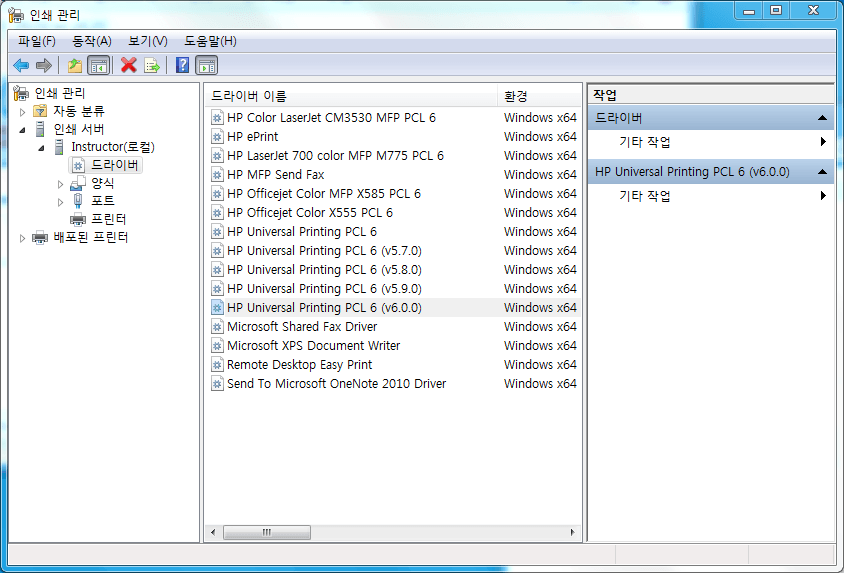 인쇄 관리
파일(F) 동작(A) 보기(V) 도움말(H)
인쇄 관리
자동 분류
인쇄 서버
Instructor(로컬)
드라이버
양식
포트
프린터
배포된 프린터
드라이버 이름 환경
HP Color LaserJet CM3530 MFP PCL 6 Windows x64
HP ePrint Windows x64
HP LaserJet 700 color MFP M775 PCL 6 Windows x64
HP MFP Send Fax Windows x64
HP Officejet Color MFP X585 PCL 6 Windows x64
HP Officejet Color X555 PCL 6 Windows x64
HP Universal Printing PCL 6 Windows x64
HP Universal Printing PCL 6 (v5.7.0) Windows x64
HP Universal Printing PCL 6 (v5.8.0) Windows x64
HP Universal Printing PCL 6 (v5.9.0) Windows x64
HP Universal Printing PCL 6 (v6.0.0) Windows x64
Microsoft Shared Fax Driver Windows x64
Microsoft XPS Document Writer Windows x64
Remote Desktop Easy Print Windows x64
Send To Microsoft OneNote 2010 Driver Windows x64
작업
드라이버
기타 작업
HP Universal Printing PCL 6 (v6.0.0)
기타 작업